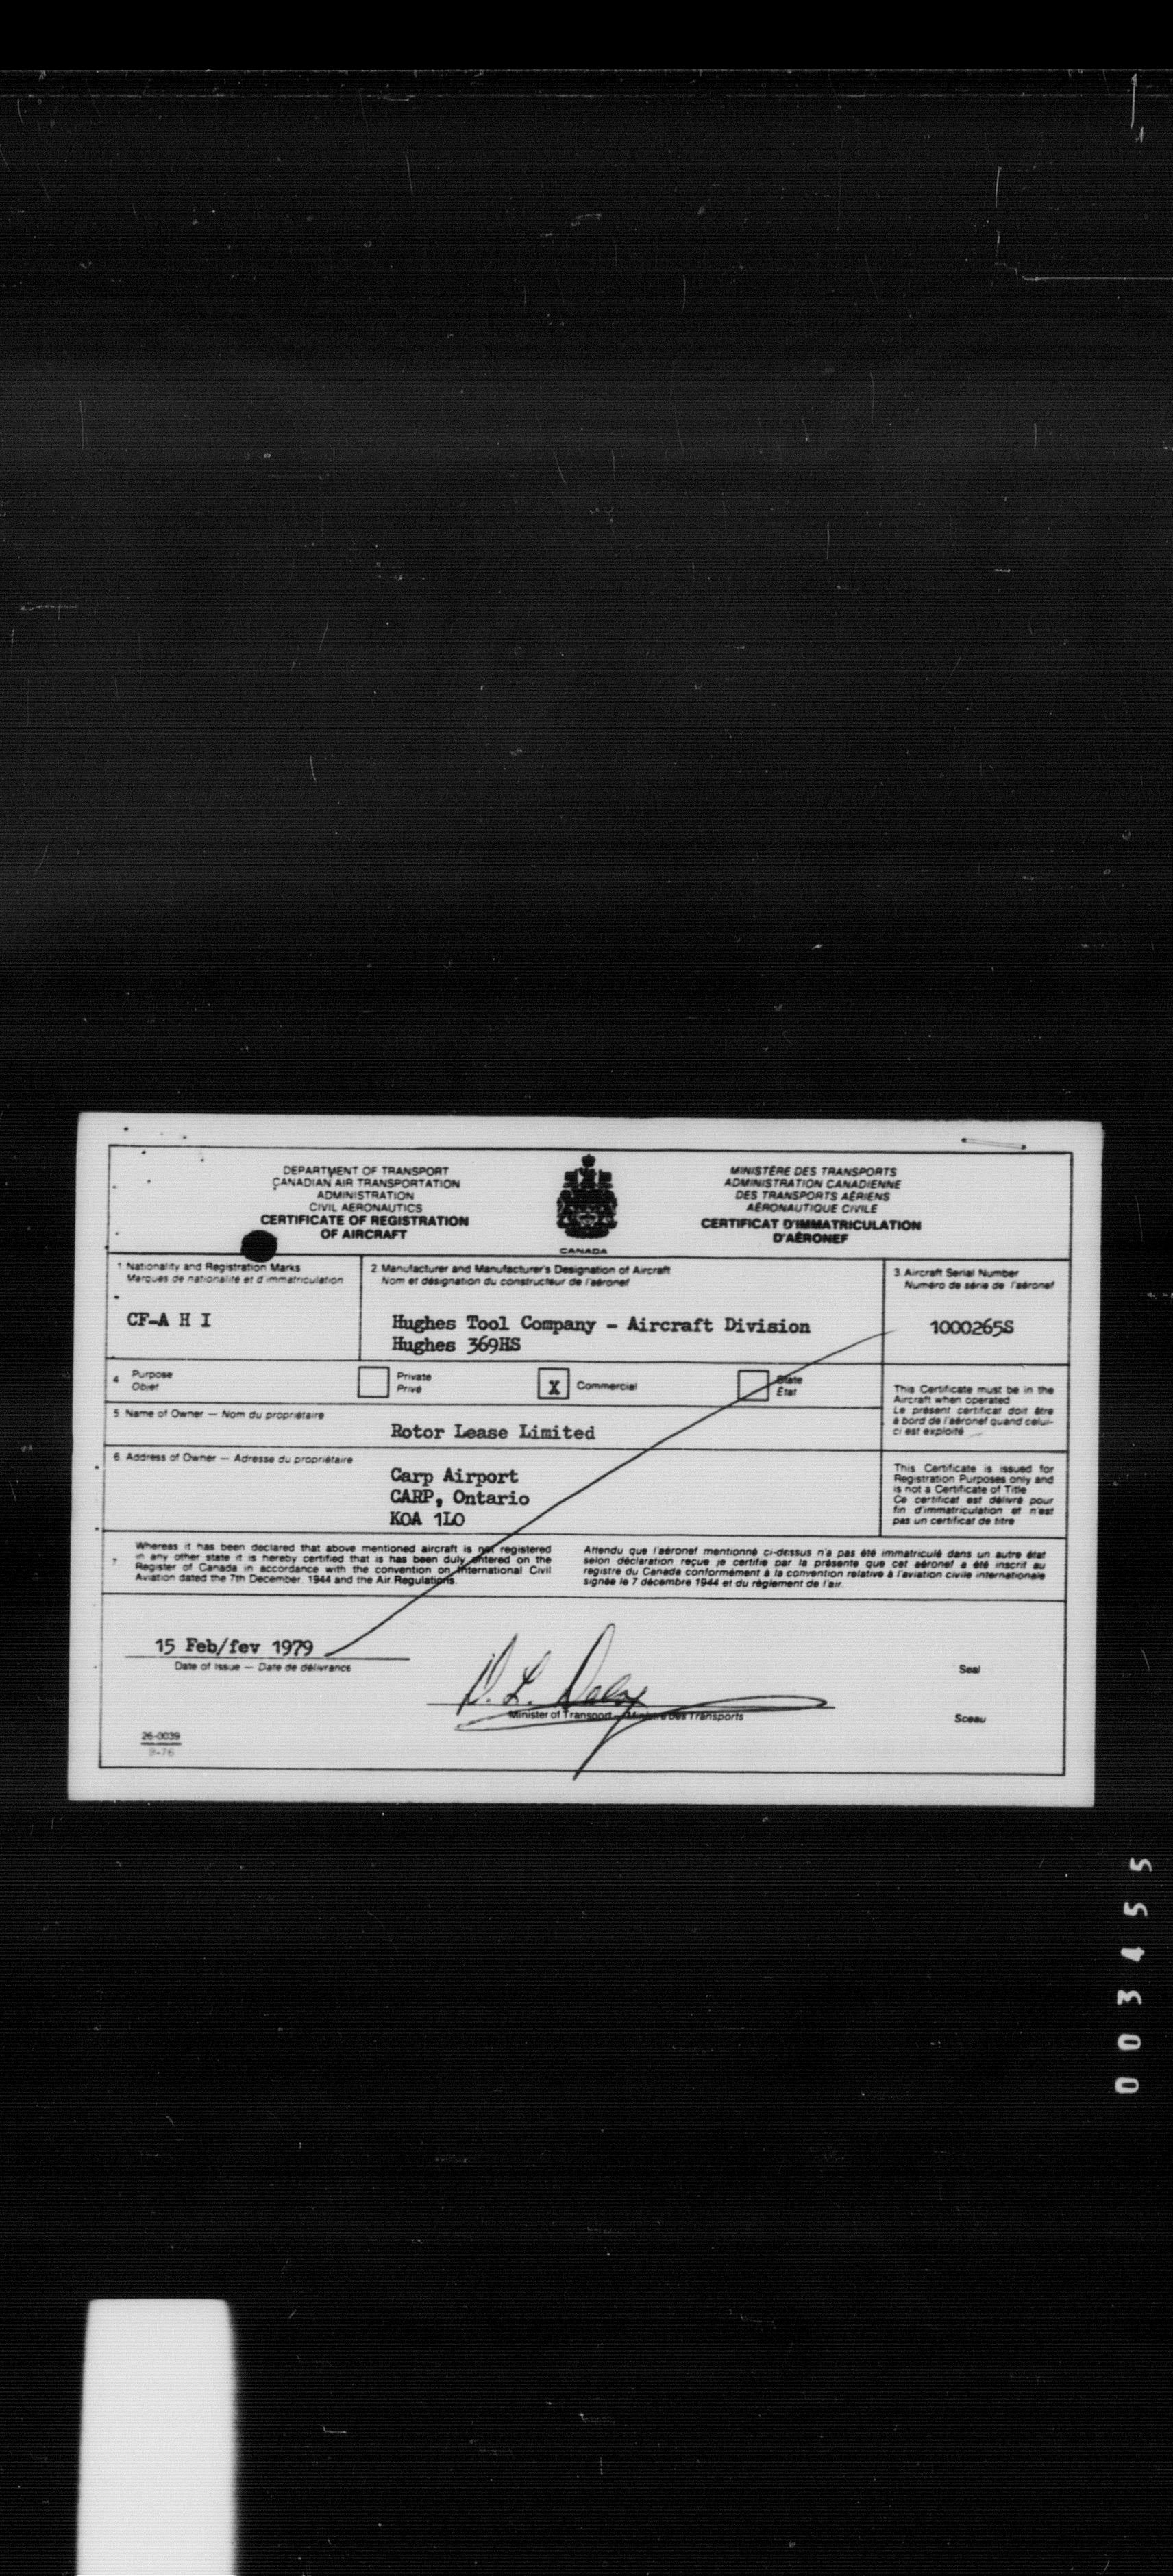 DEPARTMENT OF TRANSPORT
CANADIAN AIR TRANSPORTATION
ADMINISTRATION
CIVIL AERONAUTICS
CERTIFICATE OF REGISTRATION
OF AIRCRAFT
CANADA
MINISTÈRE DES TRANSPORTS
ADMINISTRATION CANADIENNE
DES TRANSPORTS AÉRIENS
AÉRONAUTIQUE CIVILE
CERTIFICAT D'IMMATRICULATION
D'AÉRONEF
1 Nationality and Registration Marks
Marques de nationalité et d'immatriculation
CF-A H I
2 Manufacturer and Manufacturer's Designation of Aircraft
Nom et désignation du constructeur de l'aéronef
Hughes Tool Company - Aircraft Division
Hughes 369HS
3 Aircraft Serial Number
Numéro de série de l'aéronef
1000265S
4 Purpose
Objet
Private
Privé
X Commercial
State
État
This Certificate must be in the
Aircraft when operated
Le présent certificat doit être
à bord de l'aéronef quand celui-
ci est exploité
5 Name of Owner — Nom du propriétaire
Rotor Lease Limited
6 Address of Owner — Adresse du propriétaire
Carp Airport
CARP, Ontario
KOA 1LO
This Certificate is issued for
Registration Purposes only and
is not a Certificate of Title
Ce certificat est délivré pour
fin d'immatriculation et n'est
pas un certificat de titre
7 Whereas it has been declared that above mentioned aircraft is not registered
in any other state it is hereby certified that is has been duly entered on the
Register of Canada in accordance with the convention on International Civil
Aviation dated the 7th December, 1944 and the Air Regulations.
Attendu que l'aéronef mentionné ci-dessus n'a pas été immatriculé dans un autre état
selon déclaration reçue je certifie par la présente que cet aéronef a été inscrit au
registre du Canada conformément à la convention relative à l'aviation civile internationale
signée le 7 décembre 1944 et du règlement de l'air.
15 Feb/fev 1979
Date of Issue — Date de délivrance
Minister of Transport — Ministre des Transports
Seal
Sceau
26-0039
9-76
003455